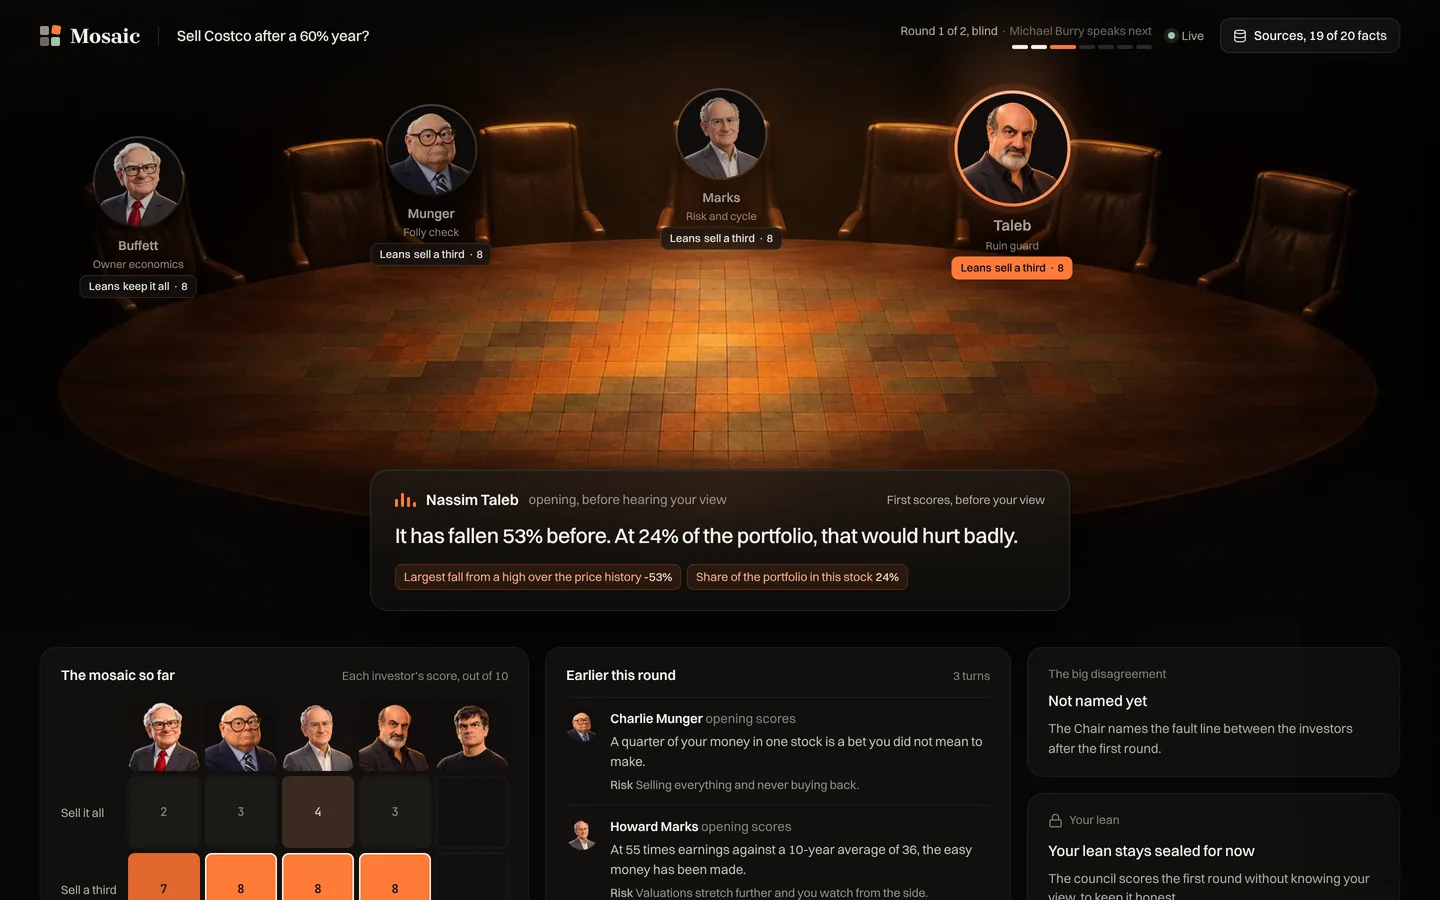 Mosaic
Sell Costco after a 60% year?
Round 1 of 2, blind · Michael Burry speaks next
Live
Sources, 19 of 20 facts
Buffett
Owner economics
Leans keep it all · 8
Munger
Folly check
Leans sell a third · 8
Marks
Risk and cycle
Leans sell a third · 8
Taleb
Ruin guard
Leans sell a third · 8
Nassim Taleb opening, before hearing your view
First scores, before your view
It has fallen 53% before. At 24% of the portfolio, that would hurt badly.
Largest fall from a high over the price history -53%
Share of the portfolio in this stock 24%
The mosaic so far
Each investor's score, out of 10
Sell it all
2
3
4
3
Sell a third
7
8
8
8
Earlier this round
3 turns
Charlie Munger opening scores
A quarter of your money in one stock is a bet you did not mean to
make.
Risk Selling everything and never buying back.
Howard Marks opening scores
At 55 times earnings against a 10-year average of 36, the easy
money has been made.
Risk Valuations stretch further and you watch from the side.
The big disagreement
Not named yet
The Chair names the fault line between the investors
after the first round.
Your lean
Your lean stays sealed for now
The council scores the first round without knowing your
view, to keep it honest.